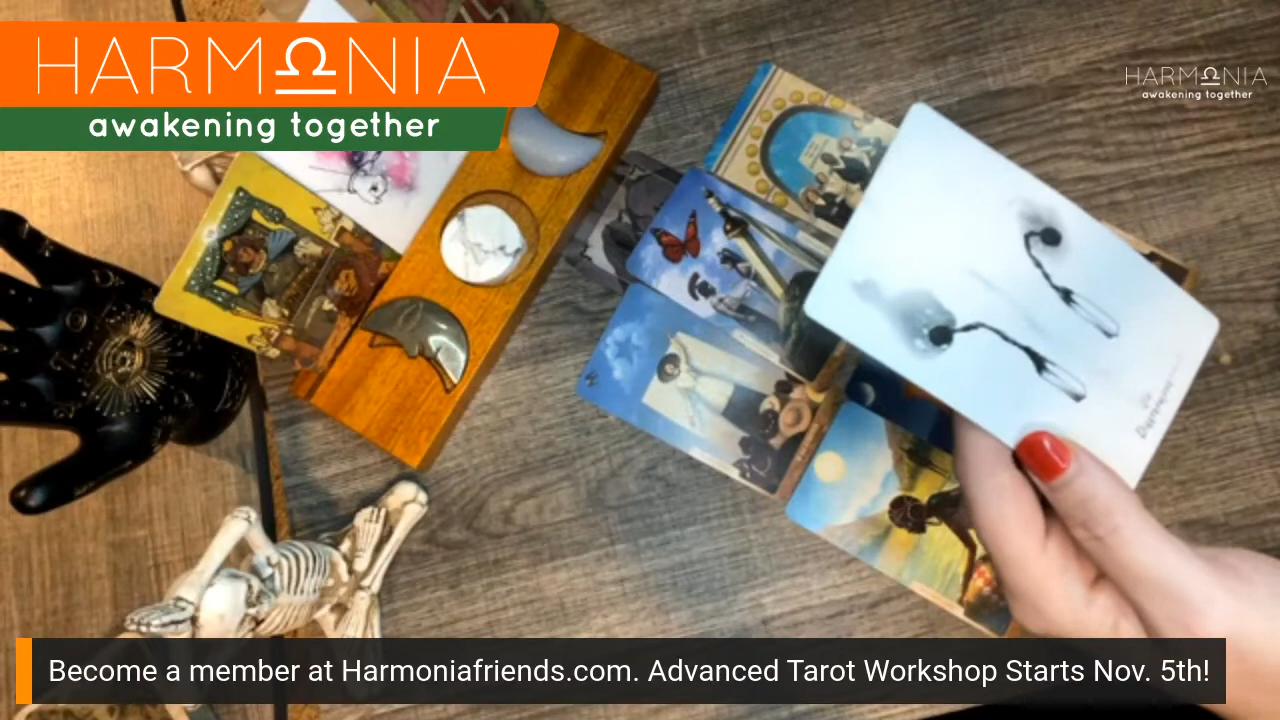 HARMΩNIA
awakening together
HARMΩNIA
awakening together
Become a member at Harmoniafriends.com. Advanced Tarot Workshop Starts Nov. 5th!